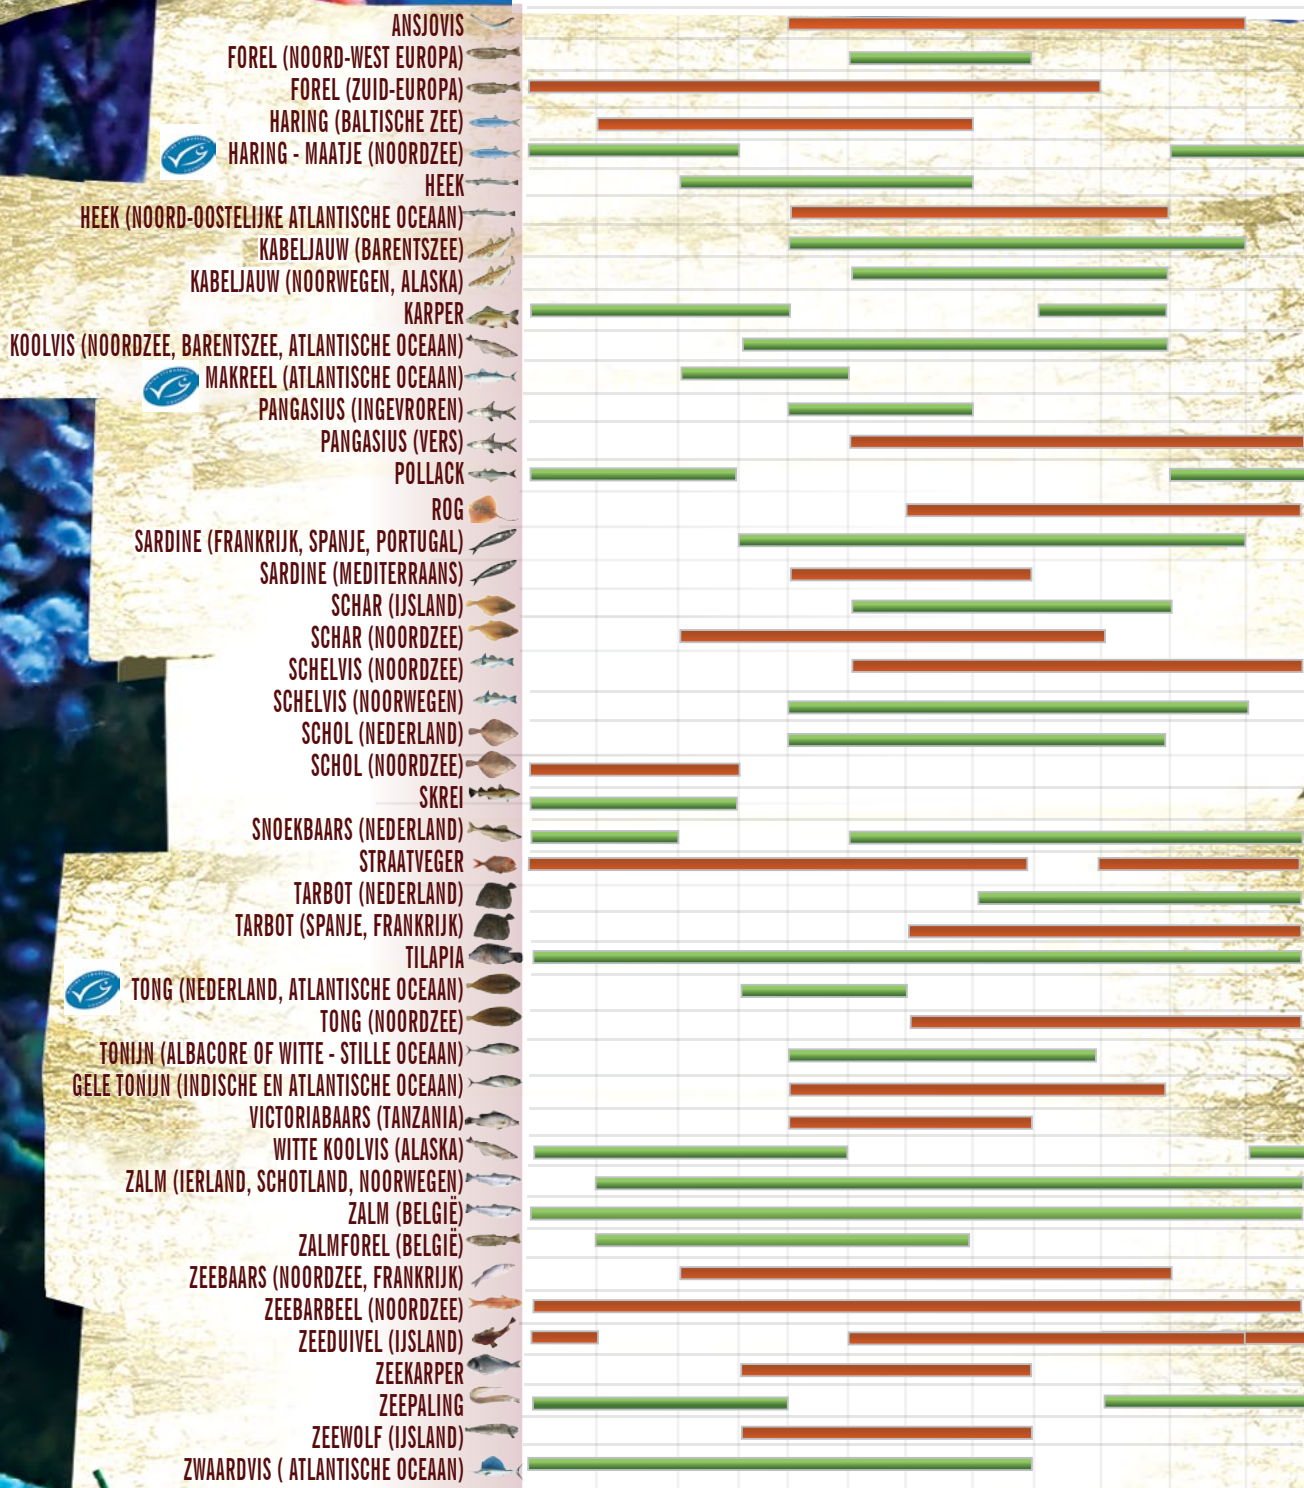 ANSJOVIS
FOREL (NOORD-WEST EUROPA)
FOREL (ZUID-EUROPA)
HARING (BALTISCHE ZEE)
HARING - MAATJE (NOORDZEE)
HEEK
HEEK (NOORD-OOSTELIJKE ATLANTISCHE OCEAAN)
KABELJAUW (BARENTSZEE)
KABELJAUW (NOORWEGEN, ALASKA)
KARPER
KOOLVIS (NOORDZEE, BARENTSZEE, ATLANTISCHE OCEAAN)
MAKREEL (ATLANTISCHE OCEAAN)
PANGASIUS (INGEVROREN)
PANGASIUS (VERS)
POLLACK
ROG
SARDINE (FRANKRIJK, SPANJE, PORTUGAL)
SARDINE (MEDITERRAANS)
SCHAR (IJSLAND)
SCHAR (NOORDZEE)
SCHELVIS (NOORDZEE)
SCHELVIS (NOORWEGEN)
SCHOL (NEDERLAND)
SCHOL (NOORDZEE)
SKREI
SNOEKBAARS (NEDERLAND)
STRAATVEGER
TARBOT (NEDERLAND)
TARBOT (SPANJE, FRANKRIJK)
TILAPIA
TONG (NEDERLAND, ATLANTISCHE OCEAAN)
TONG (NOORDZEE)
TONIJN (ALBACORE OF WITTE - STILLE OCEAAN)
GELE TONIJN (INDISCHE EN ATLANTISCHE OCEAAN)
VICTORIABAARS (TANZANIA)
WITTE KOOLVIS (ALASKA)
ZALM (IERLAND, SCHOTLAND, NOORWEGEN)
ZALM (BELGIË)
ZALMFOREL (BELGIË)
ZEEBAARS (NOORDZEE, FRANKRIJK)
ZEEBARBEEL (NOORDZEE)
ZEEDUIVEL (IJSLAND)
ZEEKARPER
ZEEPALING
ZEEWOLF (IJSLAND)
ZWAARDVIS ( ATLANTISCHE OCEAAN)